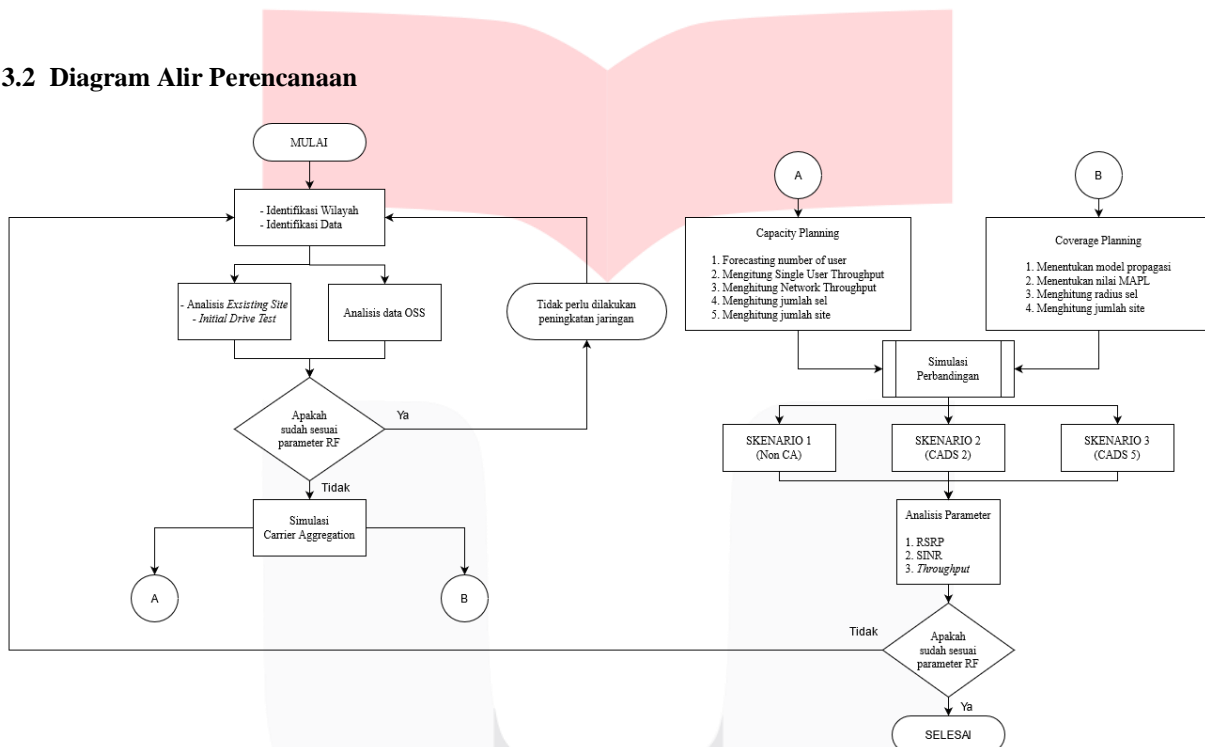 3.2 Diagram Alir Perencanaan
MULAI
- Identifikasi Wilayah
- Identifikasi Data
- Analisis Exsisting Site
- Initial Drive Test
Analisis data OSS
Tidak perlu dilakukan
peningkatan jaringan
Apakah
sudah sesuai
parameter RF
Ya
Tidak
Simulasi
Carrier Aggregation
A
B
A
B
Capacity Planning
1. Forecasting number of user
2. Mengitung Single User Throughput
3. Menghitung Network Throughput
4. Menghitung jumlah sel
5. Menghitung jumlah site
Coverage Planning
1. Menentukan model propagasi
2. Menentukan nilai MAPL
3. Menghitung radius sel
4. Menghitung jumlah site
Simulasi
Perbandingan
SKENARIO 1
(Non CA)
SKENARIO 2
(CADS 2)
SKENARIO 3
(CADS 5)
Analisis Parameter
1. RSRP
2. SINR
3. Throughput
Tidak
Apakah
sudah sesuai
parameter RF
Ya
SELESAI